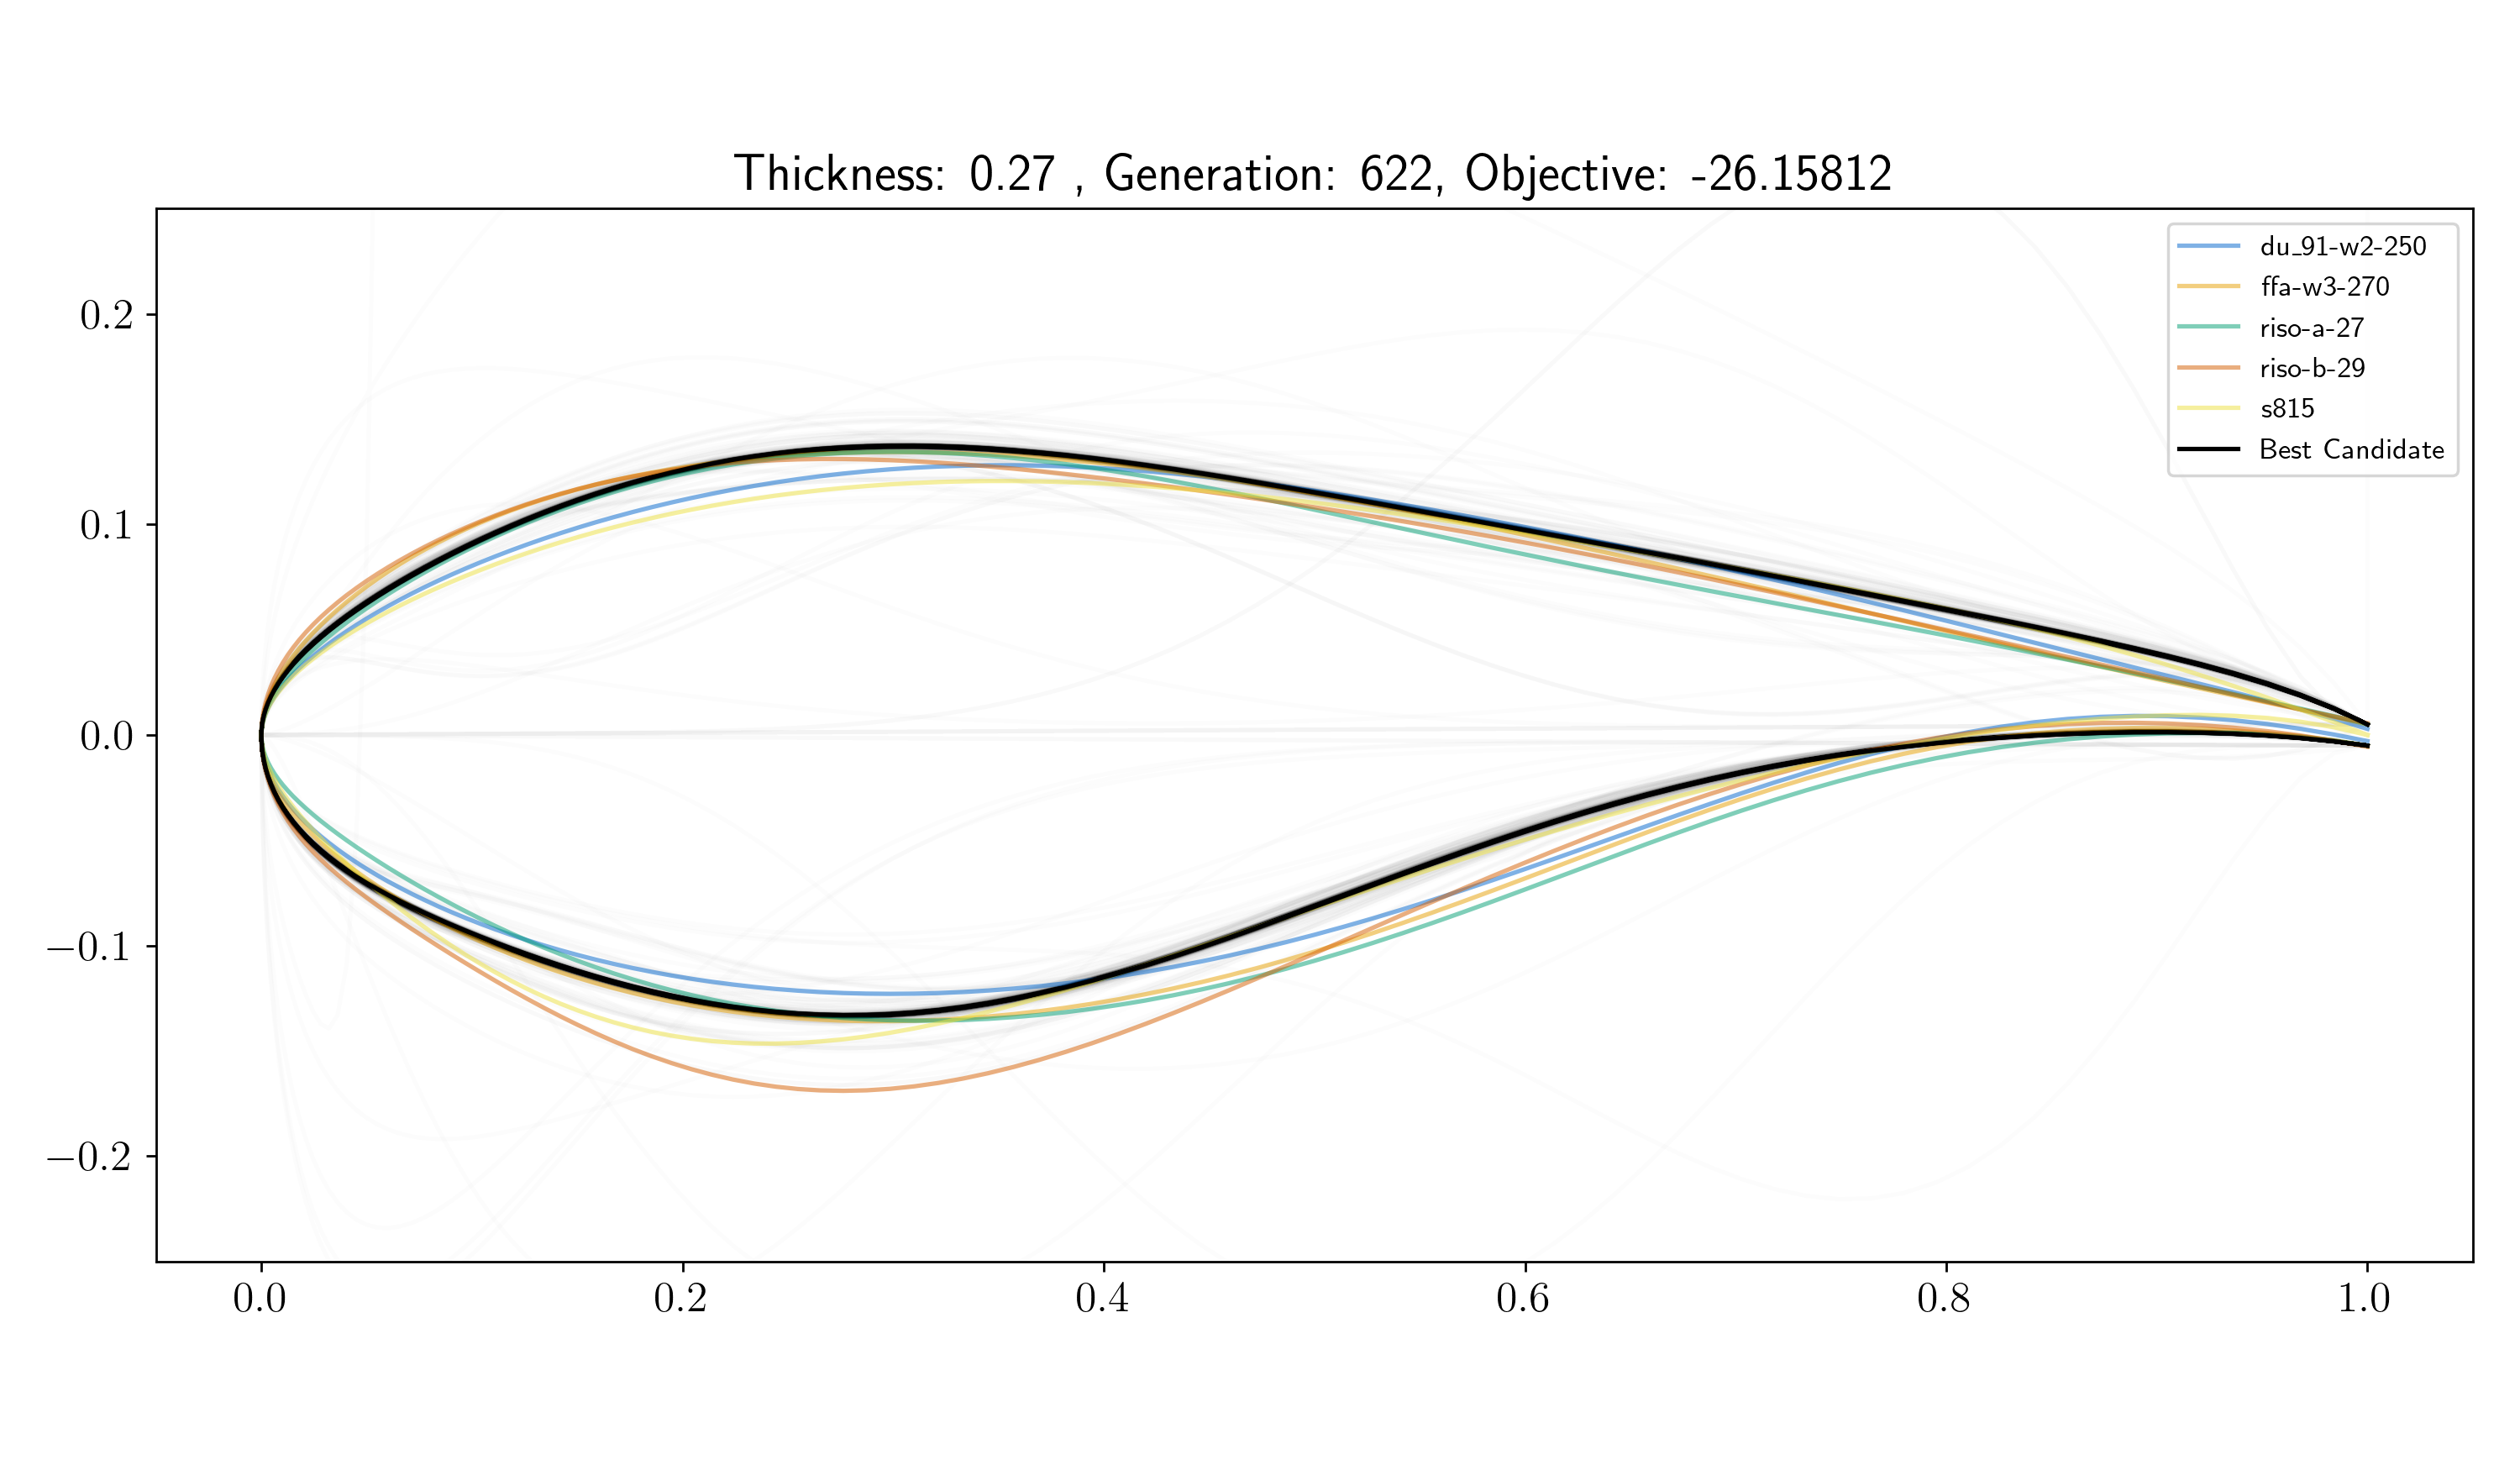 Thickness: 0.27 , Generation: 622, Objective: -26.15812
du_91-w2-250
ffa-w3-270
riso-a-27
riso-b-29
s815
Best Candidate
0.2
0.1
0.0
−0.1
−0.2
0.0 0.2 0.4 0.6 0.8 1.0